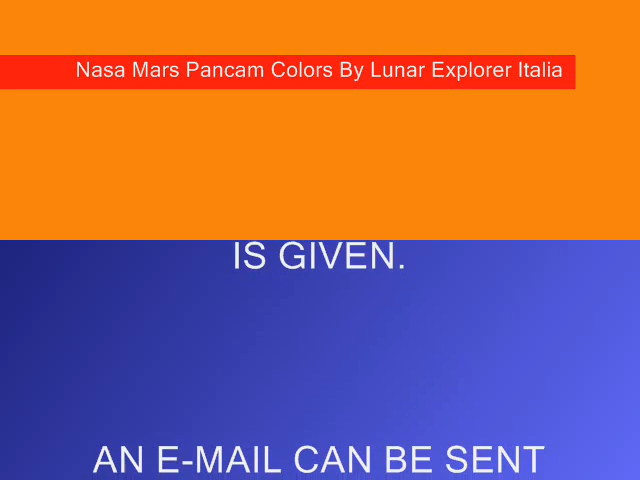 Nasa Mars Pancam Colors By Lunar Explorer Italia
IS GIVEN.
AN E-MAIL CAN BE SENT